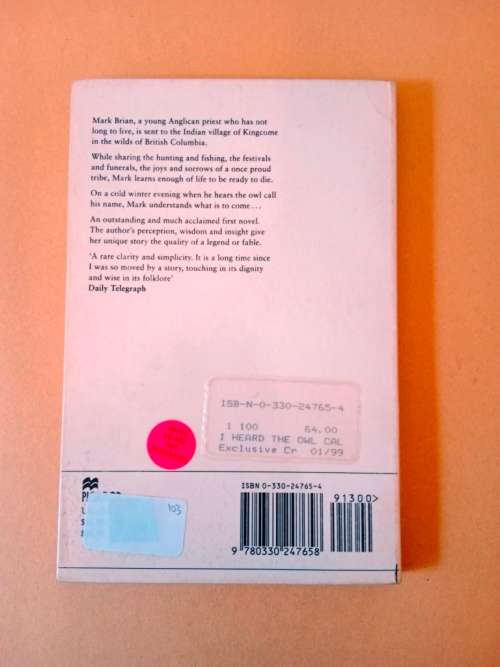 Mark Brian, a young Anglican priest who has not
long to live, is sent to the Indian village of Kingcome
in the wilds of British Columbia.
While sharing the hunting and fishing, the festivals
and funerals, the joys and sorrows of a once proud
tribe, Mark learns enough of life to be ready to die.
On a cold winter evening when he hears the owl call
his name, Mark understands what is to come ...
An outstanding and much acclaimed first novel.
The author's perception, wisdom and insight give
her unique story the quality of a legend or fable.
'A rare clarity and simplicity. It is a long time since
I was so moved by a story, touching in its dignity
and wise in its folklore'
Daily Telegraph
ISB-N-0-330-24765-4
1 100 64.00
I HEARD THE OWL CAL
Exclusive Cr 01/99
ISBN 0-330-24765-4
91300>
103
9 780330 247658